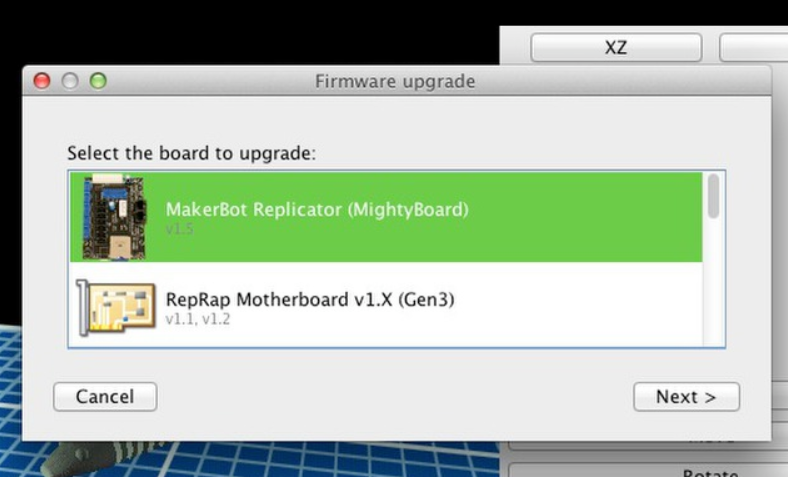 XZ
Firmware upgrade
Select the board to upgrade:
MakerBot Replicator (MightyBoard)
v1.5
RepRap Motherboard v1.X (Gen3)
v1.1, v1.2
Cancel
Next >
Rotate